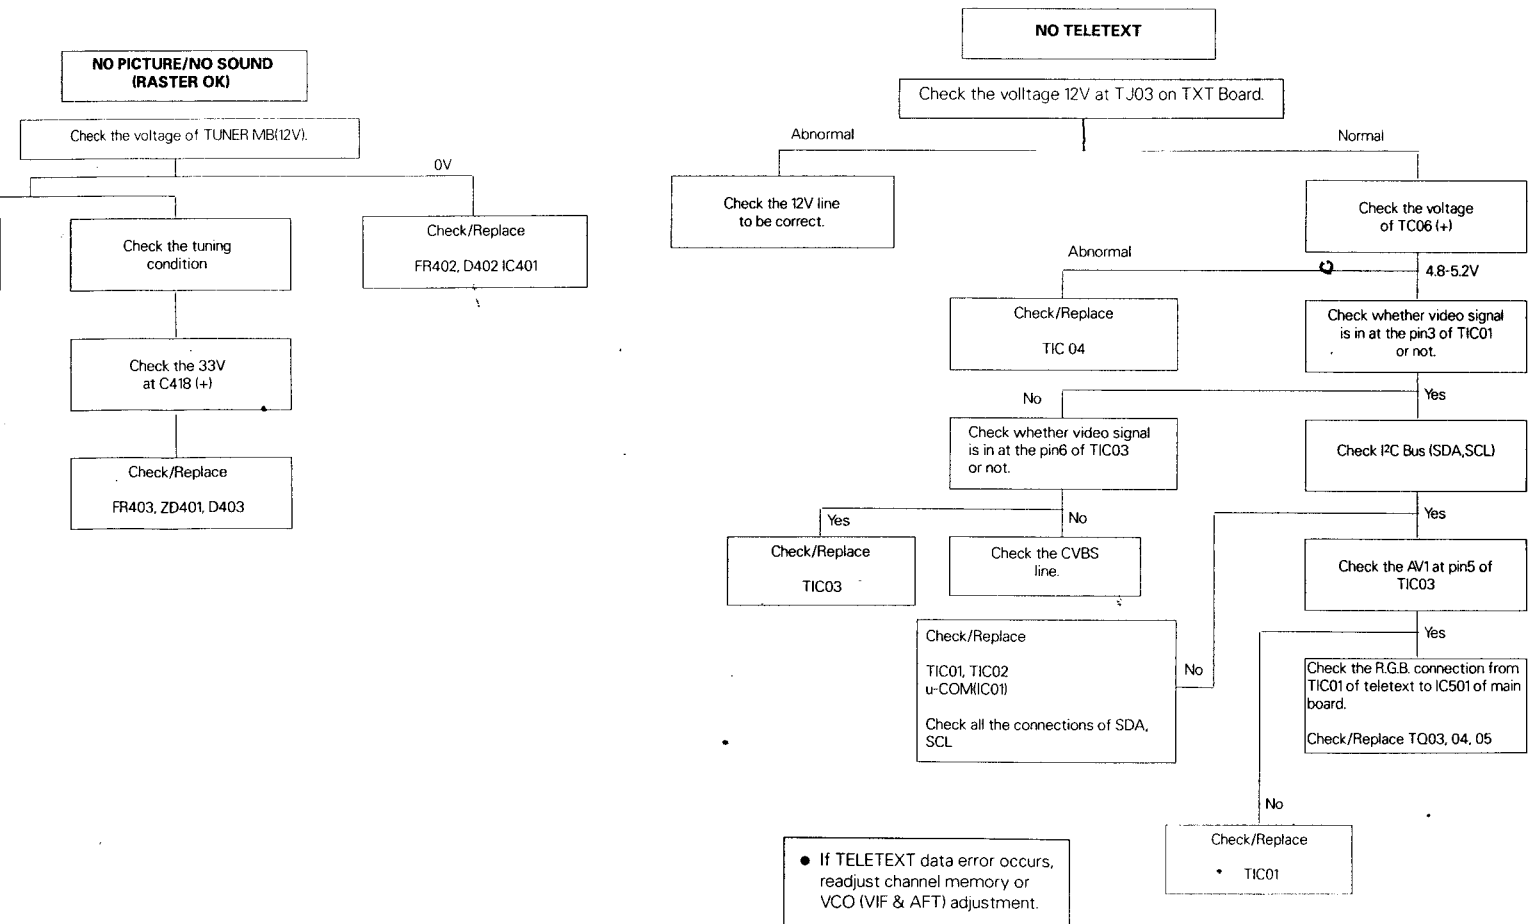 NO PICTURE/NO SOUND
(RASTER OK)
Check the voltage of TUNER MB(12V).
0V
Check the tuning
condition
Check/Replace
FR402, D402 IC401
Check the 33V
at C418 (+)
Check/Replace
FR403, ZD401, D403
NO TELETEXT
Check the volltage 12V at TJ03 on TXT Board.
Abnormal
Normal
Check the 12V line
to be correct.
Check the voltage
of TC06 (+)
Abnormal
4.8-5.2V
Check/Replace
TIC 04
Check whether video signal
is in at the pin3 of TIC01
or not.
No
Yes
Check whether video signal
is in at the pin6 of TIC03
or not.
Check I²C Bus (SDA,SCL)
Yes
No
Yes
Check/Replace
TIC03
Check the CVBS
line.
Check the AV1 at pin5 of
TIC03
Check/Replace
TIC01, TIC02
u-COM(IC01)
Check all the connections of SDA,
SCL
No
Yes
Check the R.G.B. connection from
TIC01 of teletext to IC501 of main
board.
Check/Replace TQ03, 04, 05
No
Check/Replace
TIC01
● If TELETEXT data error occurs,
readjust channel memory or
VCO (VIF & AFT) adjustment.